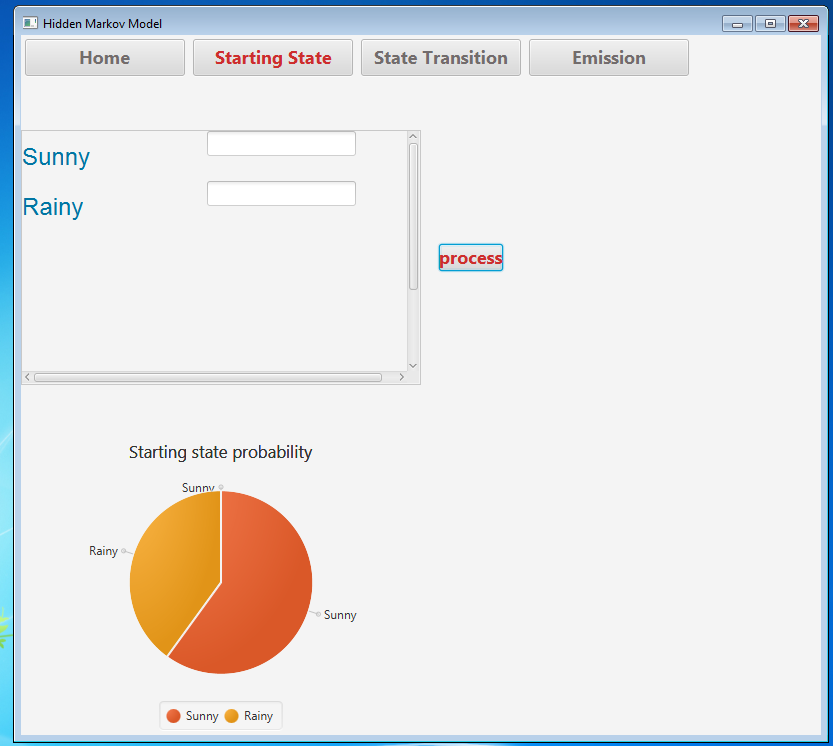 Hidden Markov Model
Home Starting State State Transition Emission
Sunny
Rainy
process
Starting state probability
Sunny
Rainy
Sunny
Sunny Rainy